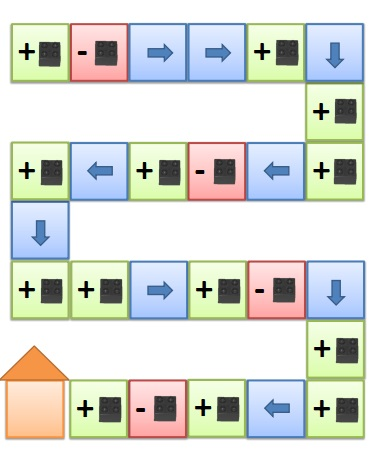 + - +
+
+ + - +
+ + + -
+
+ - + +